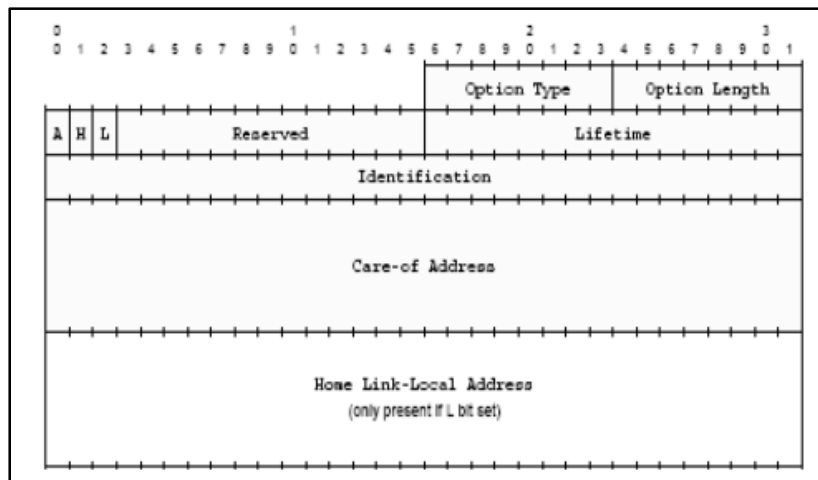 0 1 2 3
0 1 2 3 4 5 6 7 8 9 0 1 2 3 4 5 6 7 8 9 0 1 2 3 4 5 6 7 8 9 0 1
Option Type Option Length
A H L Reserved Lifetime
Identification
Care-of Address
Home Link-Local Address
(only present if L bit set)